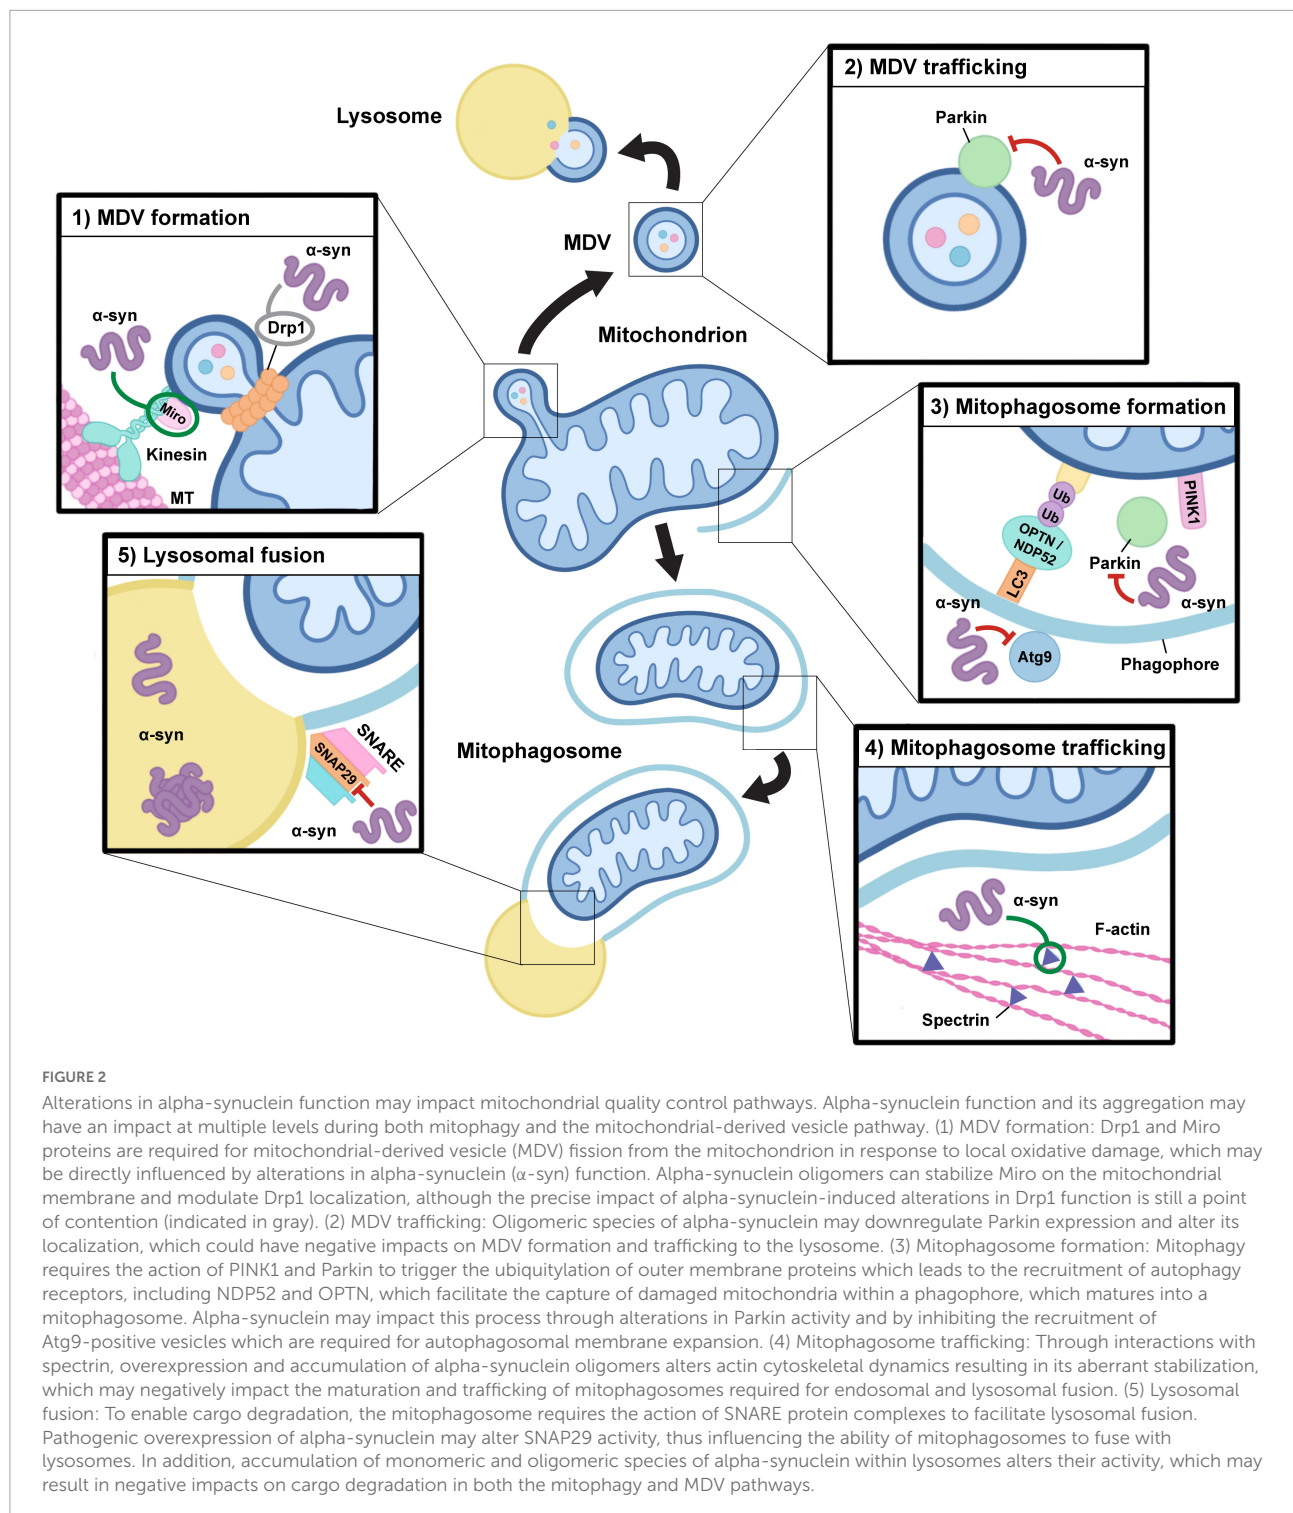 Lysosome
MDV
Mitochondrion
Mitophagosome
1) MDV formation
α-syn
α-syn
Drp1
Miro
Kinesin
MT
2) MDV trafficking
Parkin
α-syn
3) Mitophagosome formation
Ub
Ub
PINK1
OPTN /
NDP52
LC3
Parkin
α-syn
α-syn
Atg9
Phagophore
4) Mitophagosome trafficking
α-syn
F-actin
Spectrin
5) Lysosomal fusion
α-syn
SNARE
SNAP29
α-syn
FIGURE 2
Alterations in alpha-synuclein function may impact mitochondrial quality control pathways. Alpha-synuclein function and its aggregation may
have an impact at multiple levels during both mitophagy and the mitochondrial-derived vesicle pathway. (1) MDV formation: Drp1 and Miro
proteins are required for mitochondrial-derived vesicle (MDV) fission from the mitochondrion in response to local oxidative damage, which may
be directly influenced by alterations in alpha-synuclein (α-syn) function. Alpha-synuclein oligomers can stabilize Miro on the mitochondrial
membrane and modulate Drp1 localization, although the precise impact of alpha-synuclein-induced alterations in Drp1 function is still a point
of contention (indicated in gray). (2) MDV trafficking: Oligomeric species of alpha-synuclein may downregulate Parkin expression and alter its
localization, which could have negative impacts on MDV formation and trafficking to the lysosome. (3) Mitophagosome formation: Mitophagy
requires the action of PINK1 and Parkin to trigger the ubiquitylation of outer membrane proteins which leads to the recruitment of autophagy
receptors, including NDP52 and OPTN, which facilitate the capture of damaged mitochondria within a phagophore, which matures into a
mitophagosome. Alpha-synuclein may impact this process through alterations in Parkin activity and by inhibiting the recruitment of
Atg9-positive vesicles which are required for autophagosomal membrane expansion. (4) Mitophagosome trafficking: Through interactions with
spectrin, overexpression and accumulation of alpha-synuclein oligomers alters actin cytoskeletal dynamics resulting in its aberrant stabilization,
which may negatively impact the maturation and trafficking of mitophagosomes required for endosomal and lysosomal fusion. (5) Lysosomal
fusion: To enable cargo degradation, the mitophagosome requires the action of SNARE protein complexes to facilitate lysosomal fusion.
Pathogenic overexpression of alpha-synuclein may alter SNAP29 activity, thus influencing the ability of mitophagosomes to fuse with
lysosomes. In addition, accumulation of monomeric and oligomeric species of alpha-synuclein within lysosomes alters their activity, which may
result in negative impacts on cargo degradation in both the mitophagy and MDV pathways.